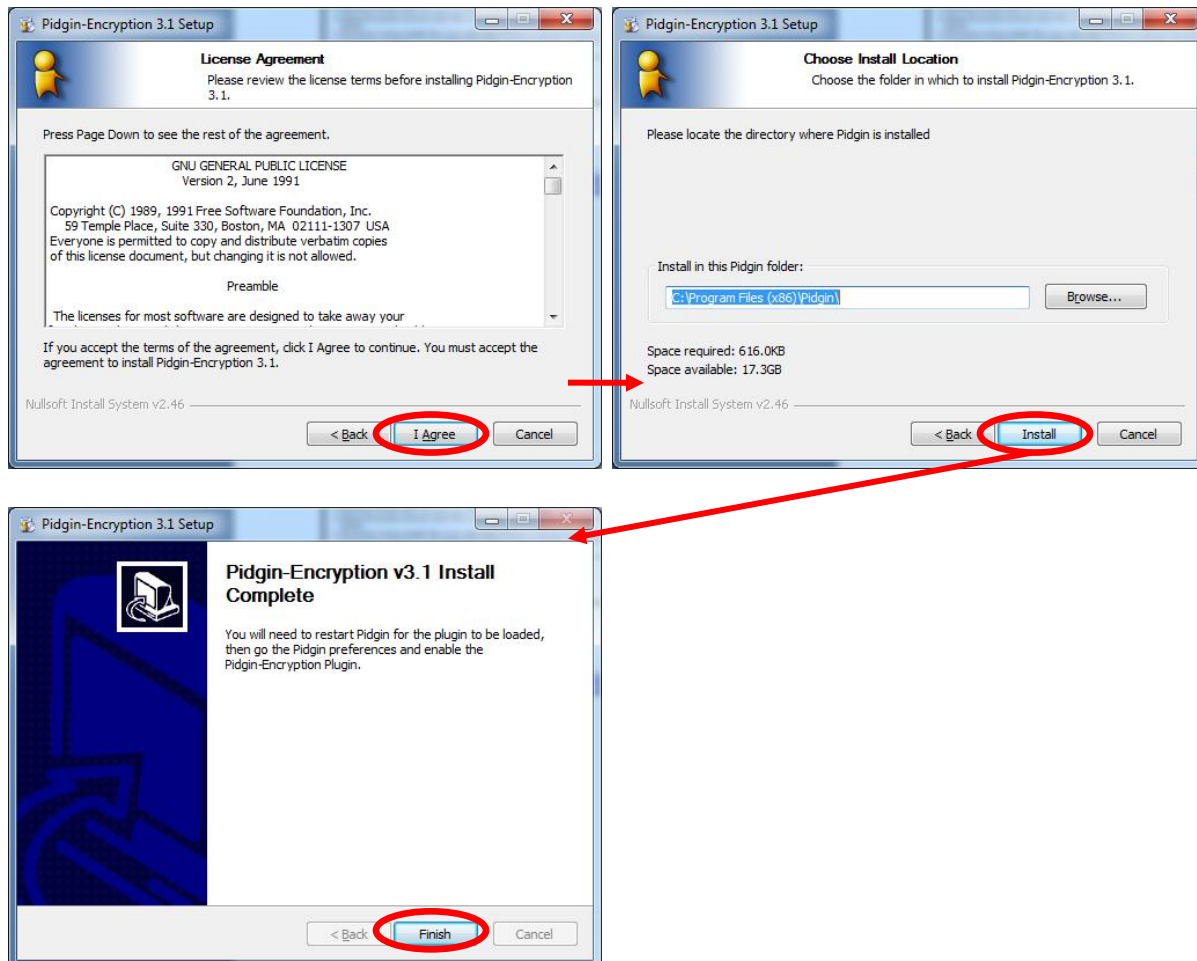 Pidgin-Encryption 3.1 Setup
License Agreement
Please review the license terms before installing Pidgin-Encryption
3.1.
Press Page Down to see the rest of the agreement.
GNU GENERAL PUBLIC LICENSE
Version 2, June 1991
Copyright (C) 1989, 1991 Free Software Foundation, Inc.
59 Temple Place, Suite 330, Boston, MA 02111-1307 USA
Everyone is permitted to copy and distribute verbatim copies
of this license document, but changing it is not allowed.
Preamble
The licenses for most software are designed to take away your
If you accept the terms of the agreement, click I Agree to continue. You must accept the
agreement to install Pidgin-Encryption 3.1.
Nullsoft Install System v2.46
< Back
I Agree
Cancel
Pidgin-Encryption 3.1 Setup
Choose Install Location
Choose the folder in which to install Pidgin-Encryption 3.1.
Please locate the directory where Pidgin is installed
Install in this Pidgin folder:
C:\Program Files (x86)\Pidgin\
Browse...
Space required: 616.0KB
Space available: 17.3GB
Nullsoft Install System v2.46
< Back
Install
Cancel
Pidgin-Encryption 3.1 Setup
Pidgin-Encryption v3.1 Install
Complete
You will need to restart Pidgin for the plugin to be loaded,
then go the Pidgin preferences and enable the
Pidgin-Encryption Plugin.
< Back
Finish
Cancel